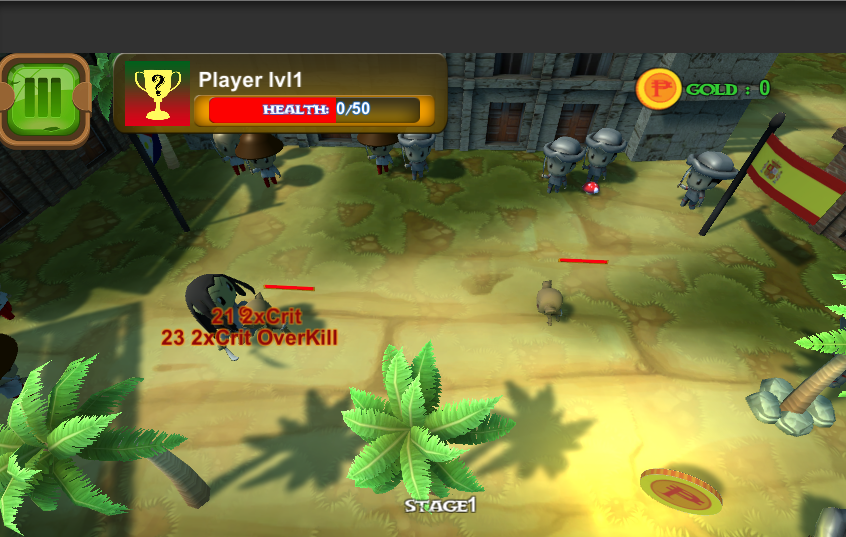 Player lvl1
HEALTH: 0/50
GOLD : 0
?
21 2xCrit
23 2xCrit OverKill
STAGE1